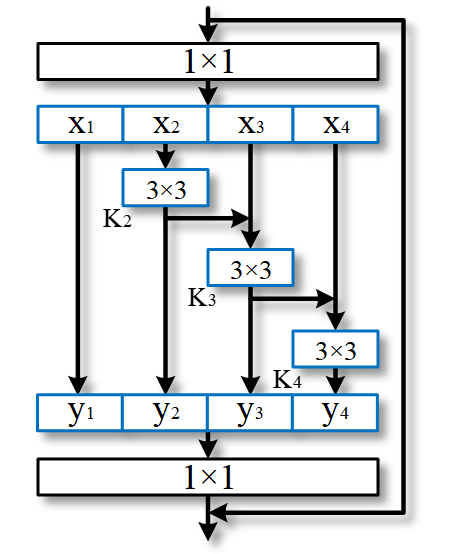 1×1
x1 x2 x3 x4
3×3
K2
3×3
K3
3×3
K4
y1 y2 y3 y4
1×1